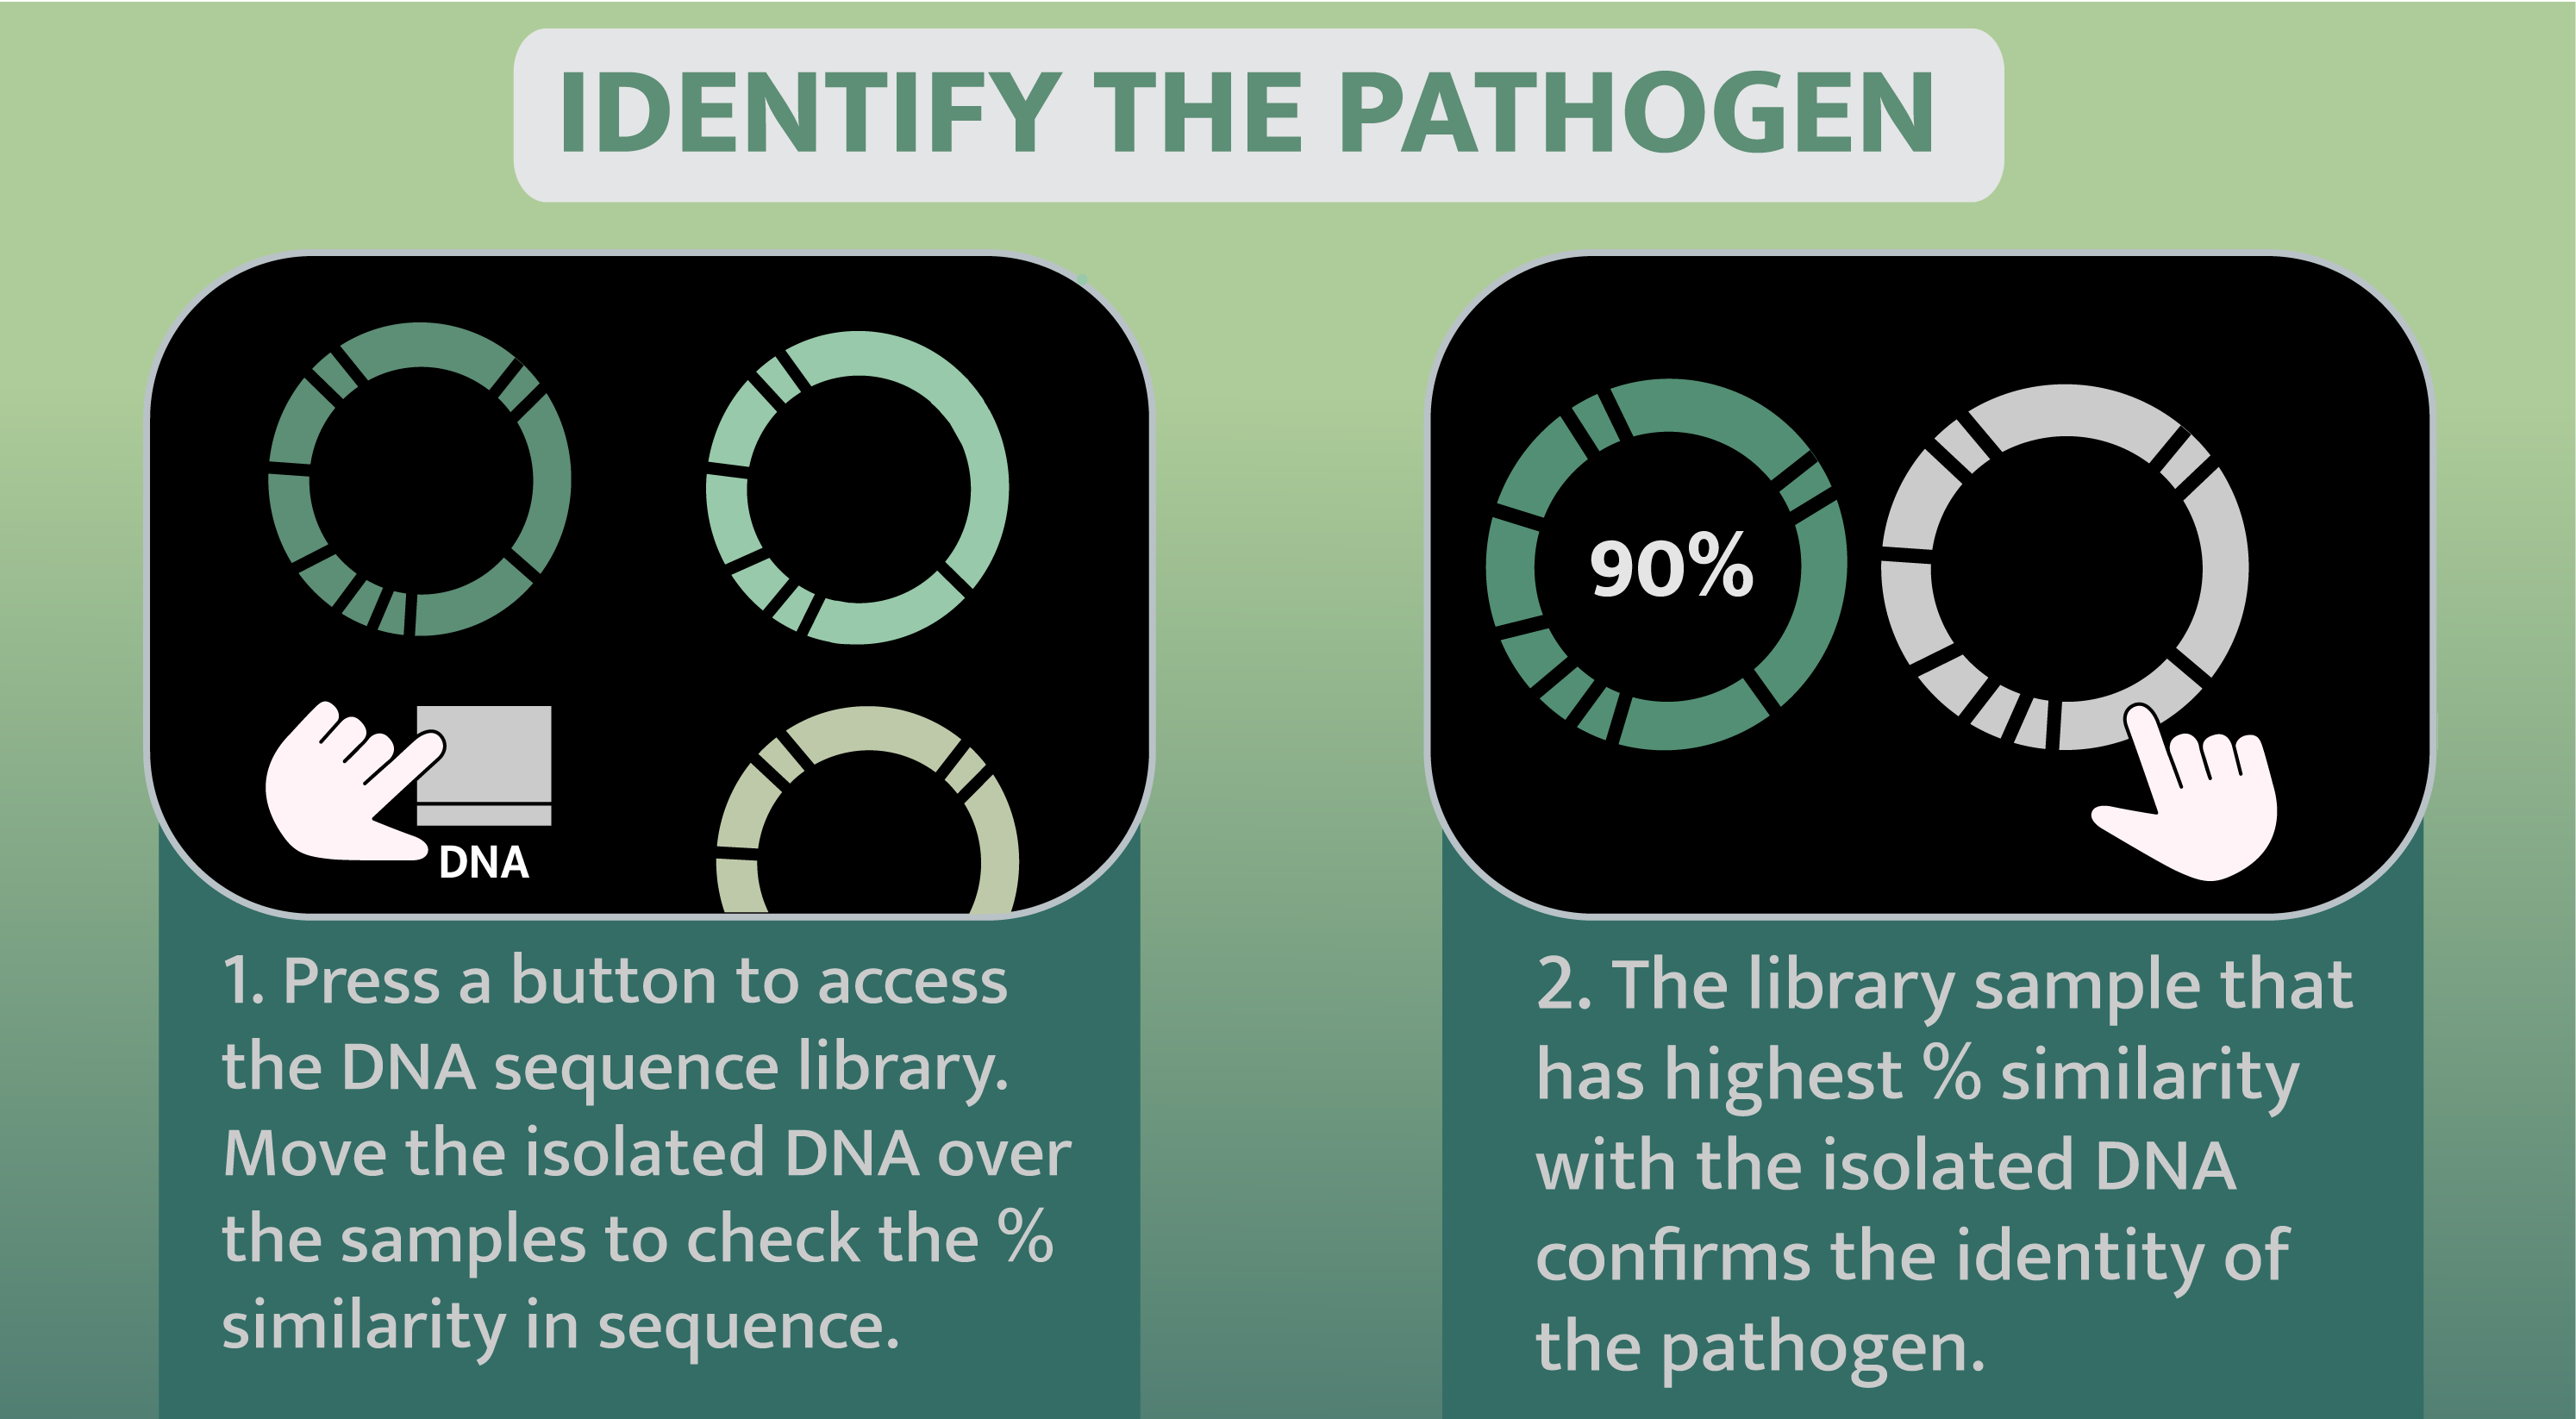 IDENTIFY THE PATHOGEN
DNA
1. Press a button to access
the DNA sequence library.
Move the isolated DNA over
the samples to check the %
similarity in sequence.
90%
2. The library sample that
has highest % similarity
with the isolated DNA
confirms the identity of
the pathogen.